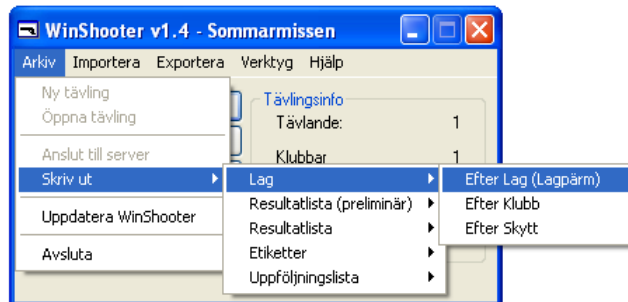 WinShooter v1.4 - Sommarmissen
Arkiv Importera Exportera Verktyg Hjälp
Ny tävling
Öppna tävling
Anslut till server
Skriv ut
Uppdatera WinShooter
Avsluta
Tävlingsinfo
Tävlande: 1
Klubbar 1
Lag
Resultatlista (preliminär)
Resultatlista
Etiketter
Uppföljningslista
Efter Lag (Lagpärm)
Efter Klubb
Efter Skytt